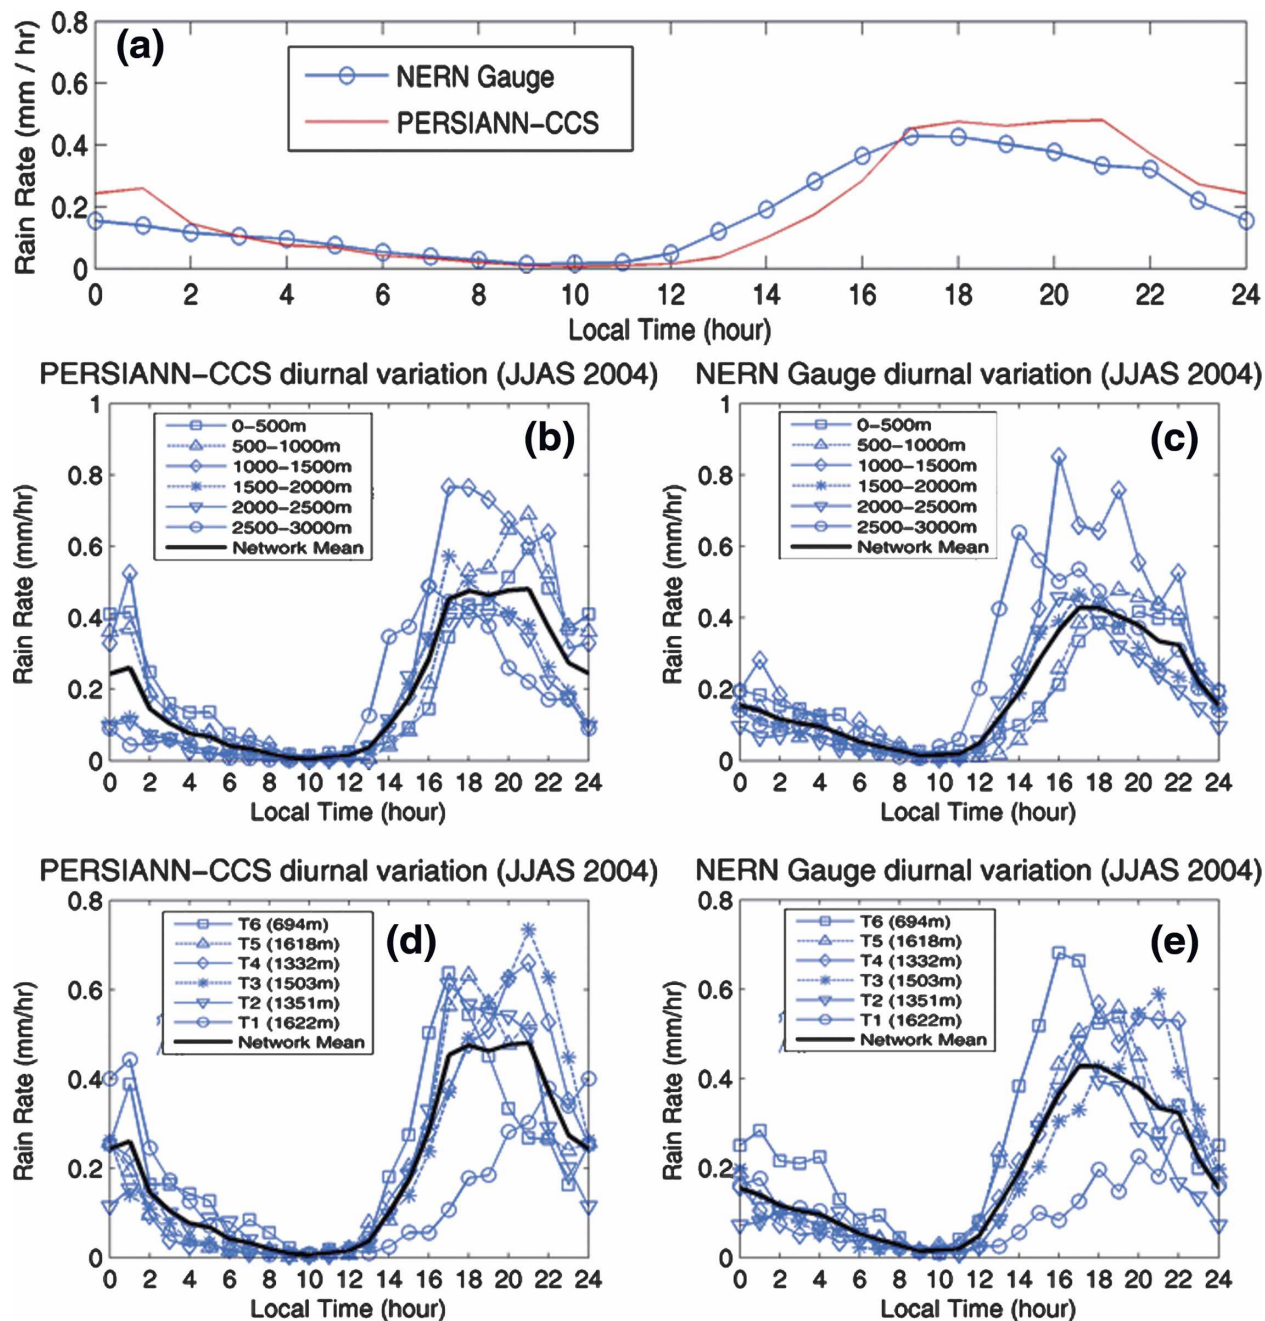 (a)
NERN Gauge
PERSIANN-CCS
Rain Rate (mm / hr)
0.8
0.6
0.4
0.2
0
0 2 4 6 8 10 12 14 16 18 20 22 24
Local Time (hour)
PERSIANN-CCS diurnal variation (JJAS 2004)
(b)
0-500m
500-1000m
1000-1500m
1500-2000m
2000-2500m
2500-3000m
Network Mean
Rain Rate (mm/hr)
1
0.8
0.6
0.4
0.2
0
0 2 4 6 8 10 12 14 16 18 20 22 24
Local Time (hour)
NERN Gauge diurnal variation (JJAS 2004)
(c)
0-500m
500-1000m
1000-1500m
1500-2000m
2000-2500m
2500-3000m
Network Mean
Rain Rate (mm/hr)
1
0.8
0.6
0.4
0.2
0
0 2 4 6 8 10 12 14 16 18 20 22 24
Local Time (hour)
PERSIANN-CCS diurnal variation (JJAS 2004)
(d)
T6 (694m)
T5 (1618m)
T4 (1332m)
T3 (1503m)
T2 (1351m)
T1 (1622m)
Network Mean
Rain Rate (mm/hr)
0.8
0.6
0.4
0.2
0
0 2 4 6 8 10 12 14 16 18 20 22 24
Local Time (hour)
NERN Gauge diurnal variation (JJAS 2004)
(e)
T6 (694m)
T5 (1618m)
T4 (1332m)
T3 (1503m)
T2 (1351m)
T1 (1622m)
Network Mean
Rain Rate (mm/hr)
0.8
0.6
0.4
0.2
0
0 2 4 6 8 10 12 14 16 18 20 22 24
Local Time (hour)